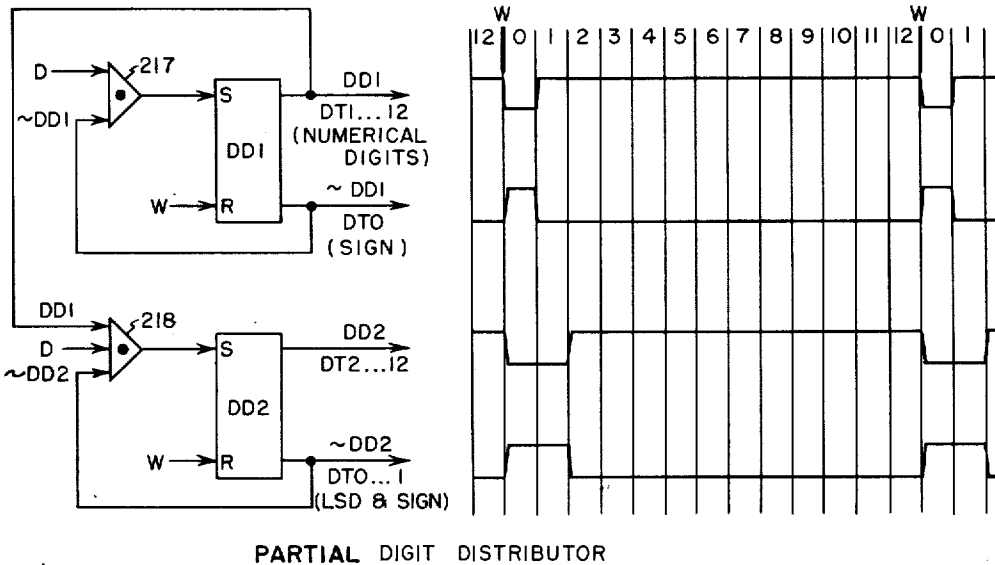 W W
12 0 1 2 3 4 5 6 7 8 9 10 11 12 0 1
D 217
~DD1
S DD1
DD1
DT1...12
(NUMERICAL
DIGITS)
W R ~DD1
DT0
(SIGN)
DD1 218
D
~DD2
S DD2
DD2
DT2...12
W R ~DD2
DT0...1
(LSD & SIGN)
PARTIAL DIGIT DISTRIBUTOR